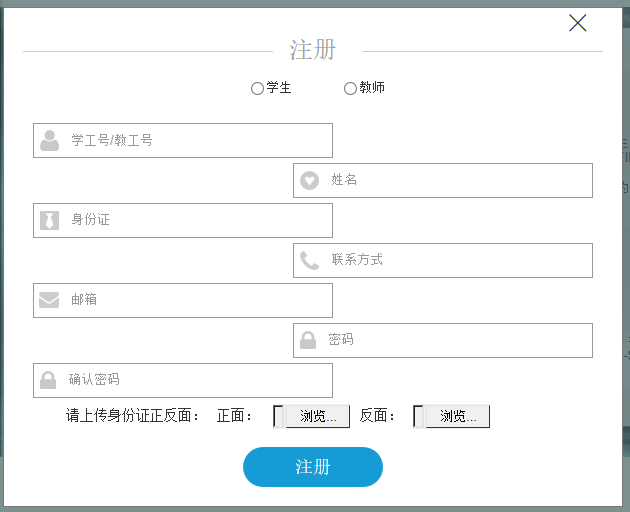 注册
学生 教师
学工号/教工号
姓名
身份证
联系方式
邮箱
密码
确认密码
请上传身份证正反面： 正面： 浏览... 反面： 浏览...
注册